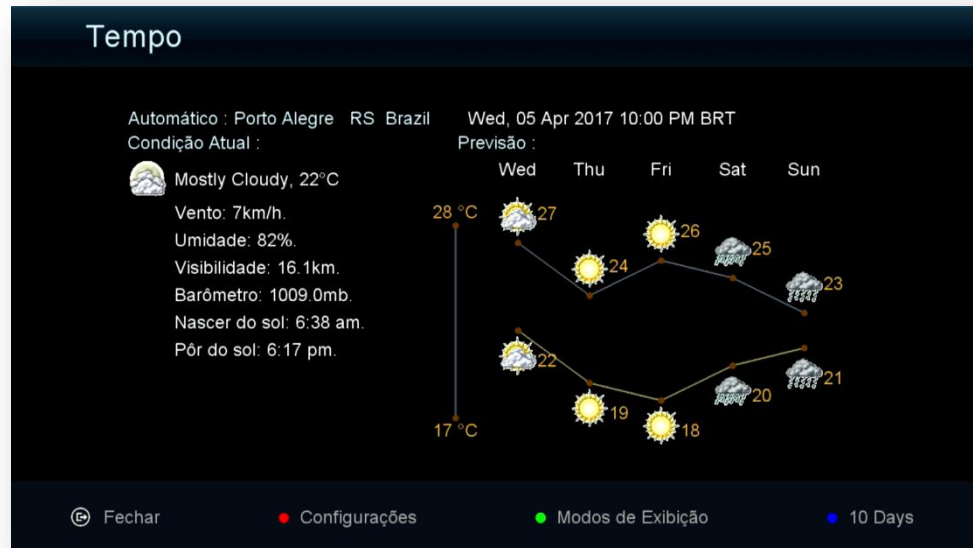 Tempo
Automático : Porto Alegre RS Brazil Wed, 05 Apr 2017 10:00 PM BRT
Condição Atual : Previsão :
Wed Thu Fri Sat Sun
Mostly Cloudy, 22°C
Vento: 7km/h.
Umidade: 82%.
Visibilidade: 16.1km.
Barômetro: 1009.0mb.
Nascer do sol: 6:38 am.
Pôr do sol: 6:17 pm.
28 °C 27
24
26
25
23
22
19
18
20
21
17 °C
Fechar Configurações Modos de Exibição 10 Days